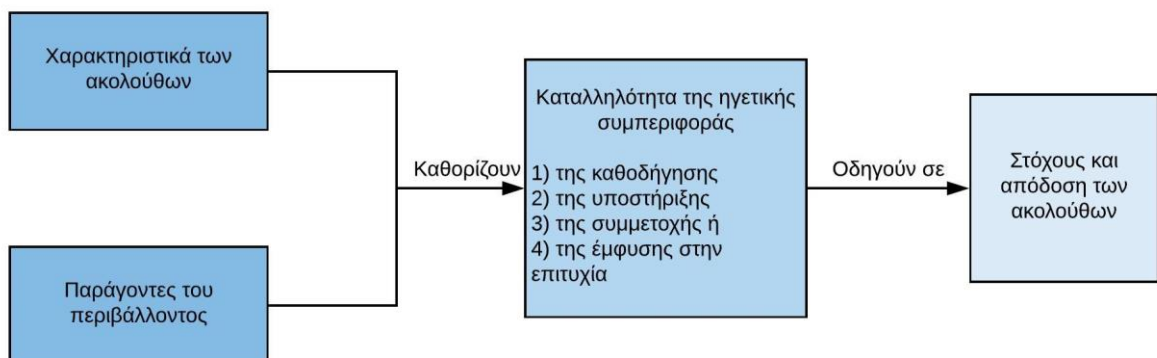 Χαρακτηριστικά των
ακολούθων
Παράγοντες του
περιβάλλοντος
Καθορίζουν
Καταλληλότητα της ηγετικής
συμπεριφοράς
1) της καθοδήγησης
2) της υποστήριξης
3) της συμμετοχής ή
4) της έμφυσης στην
επιτυχία
Οδηγούν σε
Στόχους και
απόδοση των
ακολούθων